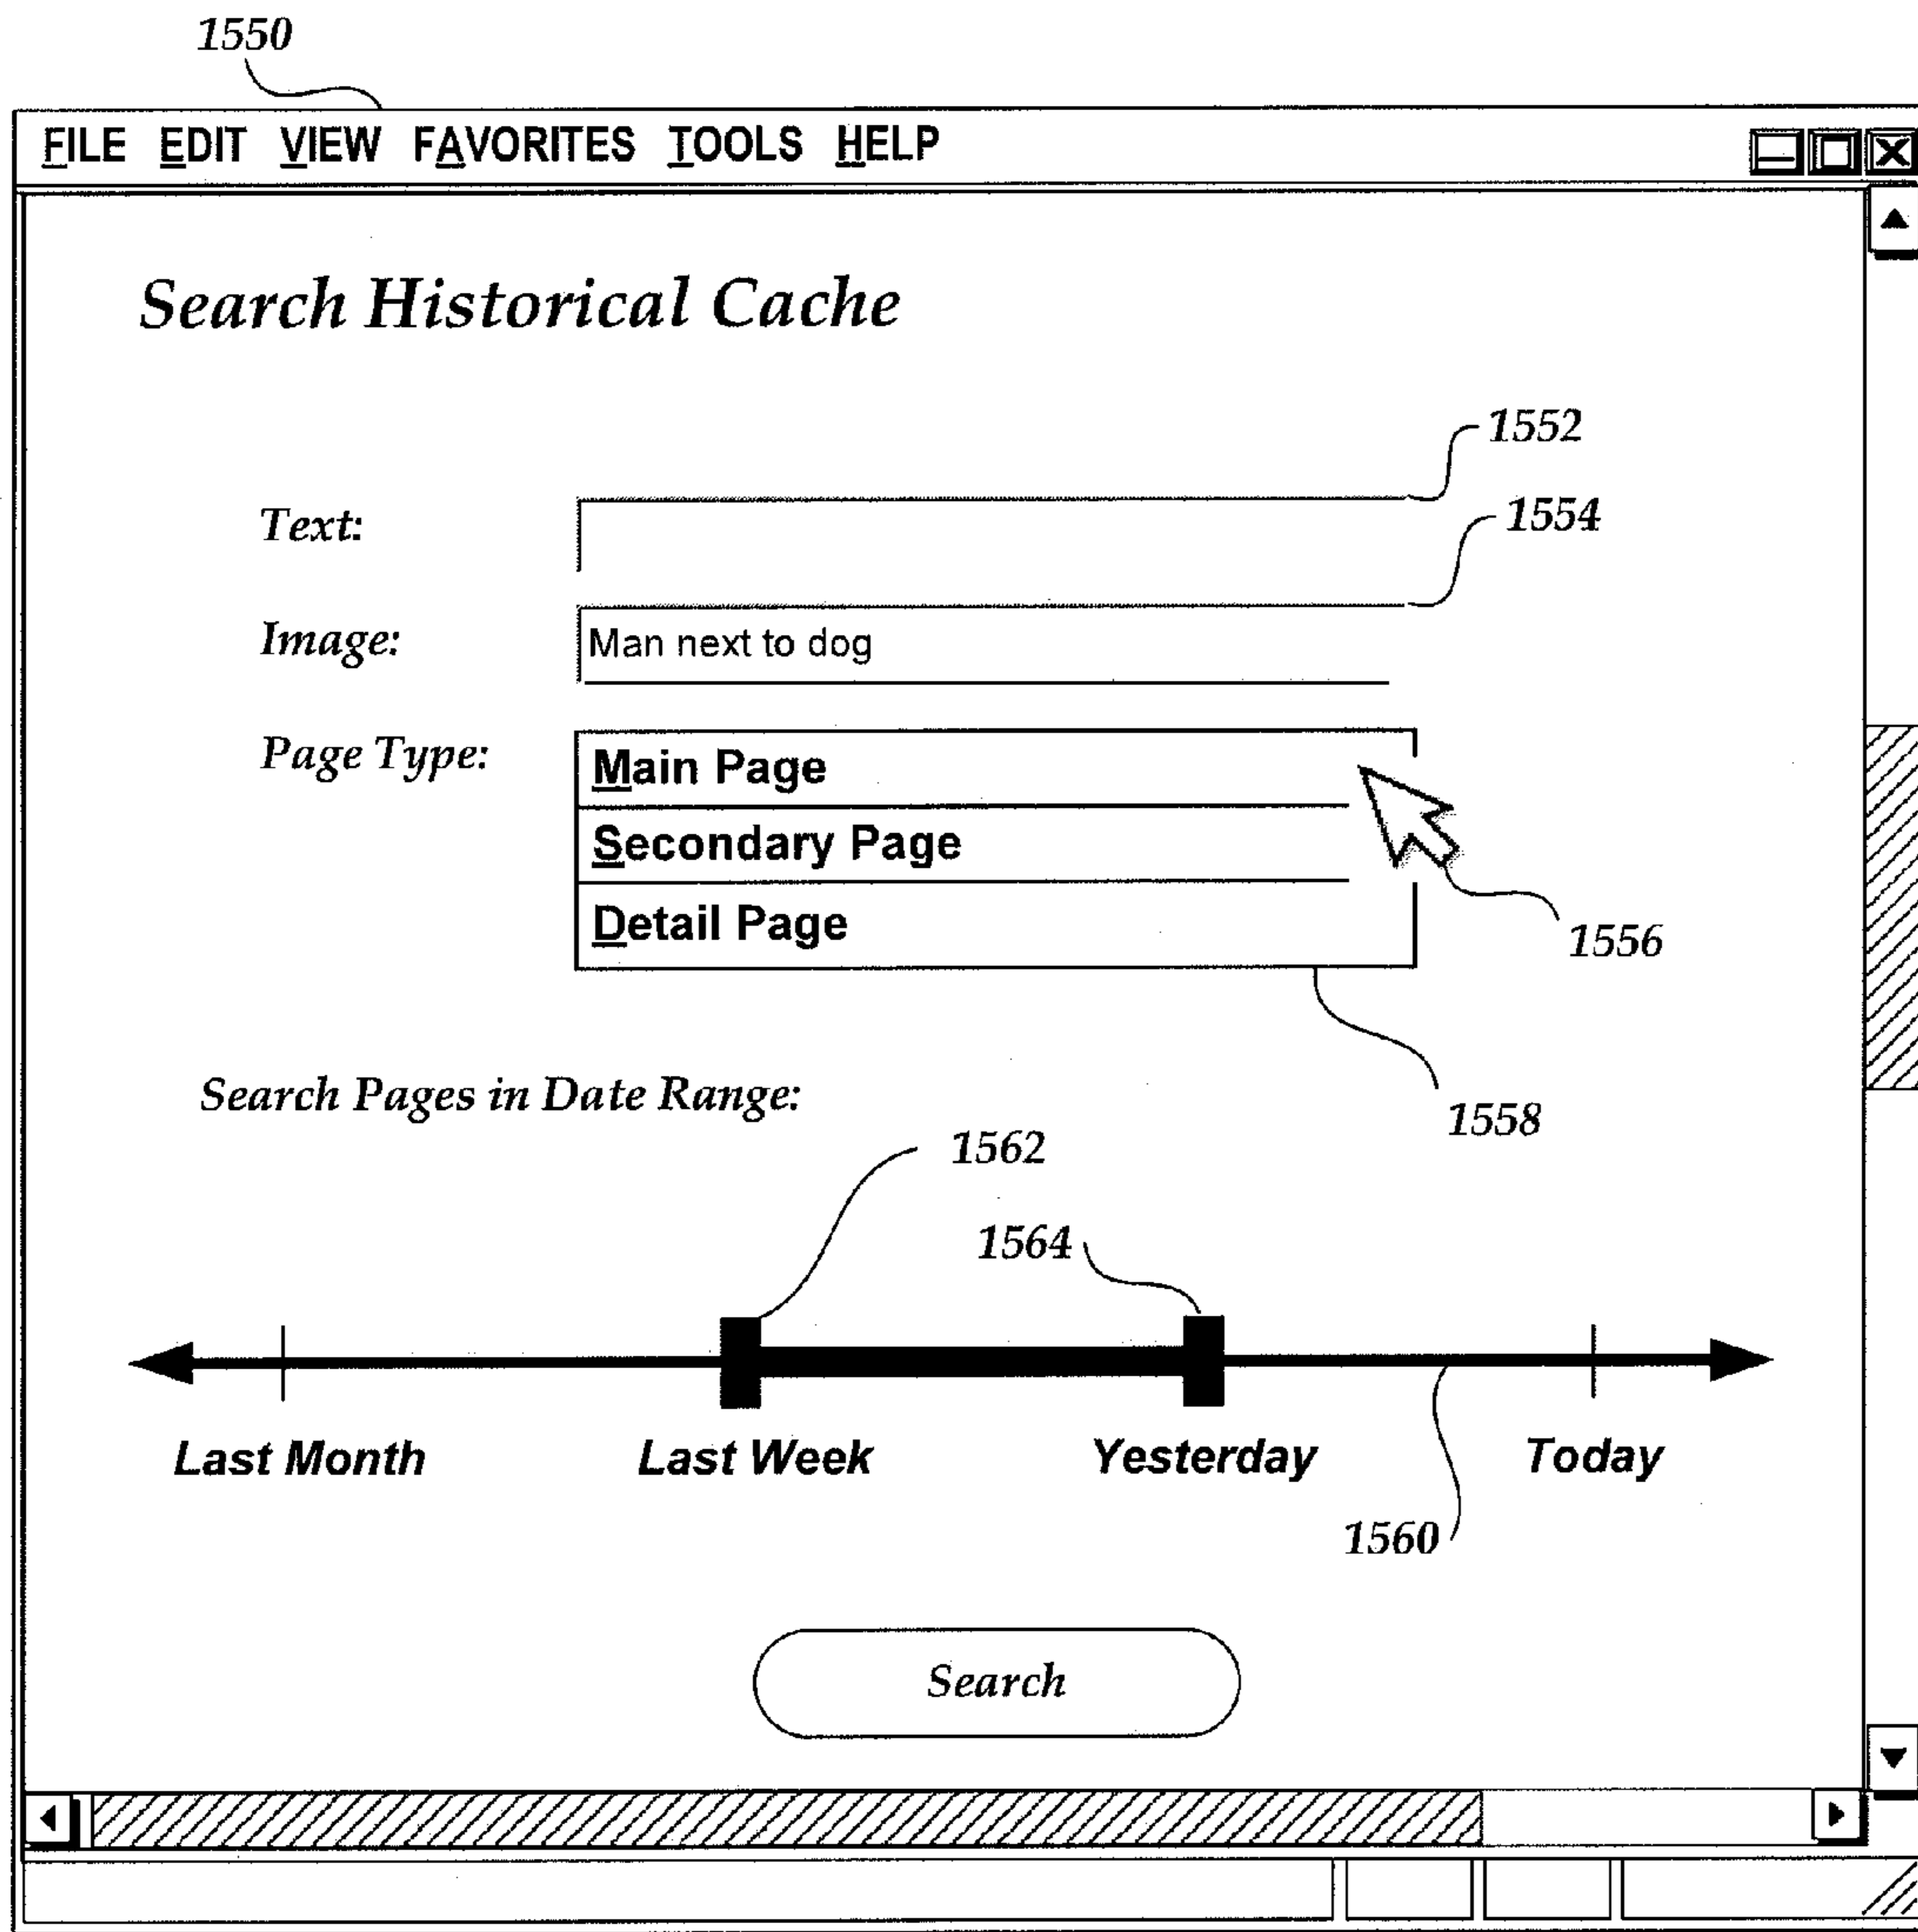 1550
FILE EDIT VIEW FAVORITES TOOLS HELP
Search Historical Cache
1552
Text:
1554
Image: Man next to dog
Page Type: Main Page
Secondary Page
Detail Page
1556
1558
Search Pages in Date Range:
1562
1564
Last Month Last Week Yesterday Today
1560
Search